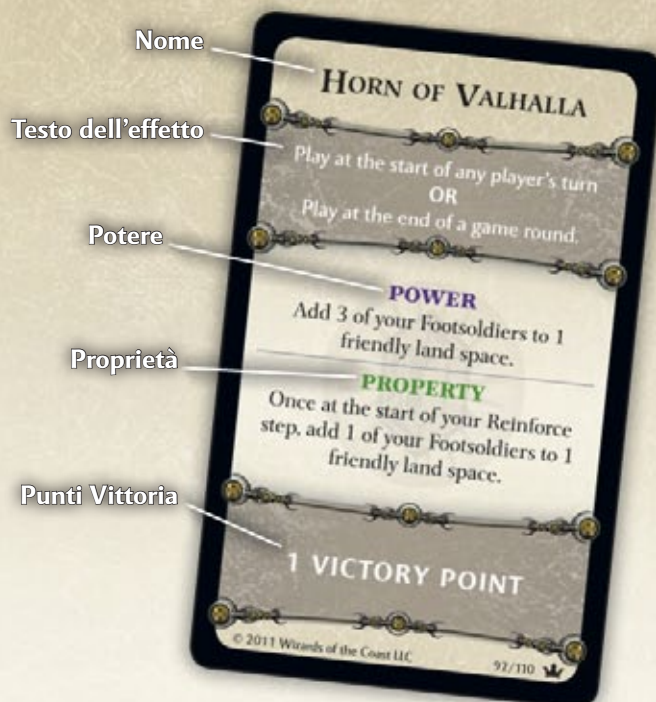 Nome
HORN OF VALHALLA
Testo dell'effetto
Play at the start of any player's turn
OR
Play at the end of a game round.
Potere
POWER
Add 3 of your Footsoldiers to 1
friendly land space.
Proprietà
PROPERTY
Once at the start of your Reinforce
step, add 1 of your Footsoldiers to 1
friendly land space.
Punti Vittoria
1 VICTORY POINT
© 2011 Wizards of the Coast LLC
92/110